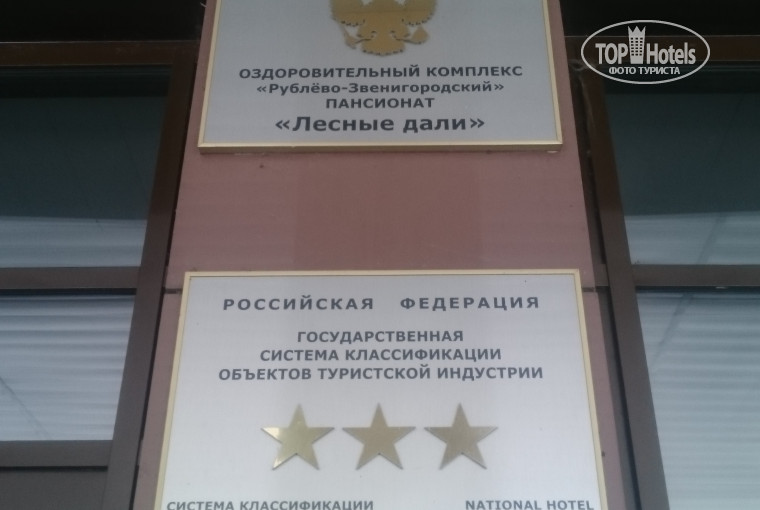 TOP Hotels
ФОТО ТУРИСТА
ОЗДОРОВИТЕЛЬНЫЙ КОМПЛЕКС
«Рублёво-Звенигородский»
ПАНСИОНАТ
«Лесные дали»
РОССИЙСКАЯ ФЕДЕРАЦИЯ
ГОСУДАРСТВЕННАЯ
СИСТЕМА КЛАССИФИКАЦИИ
ОБЪЕКТОВ ТУРИСТСКОЙ ИНДУСТРИИ
СИСТЕМА КЛАССИФИКАЦИИ NATIONAL HOTEL